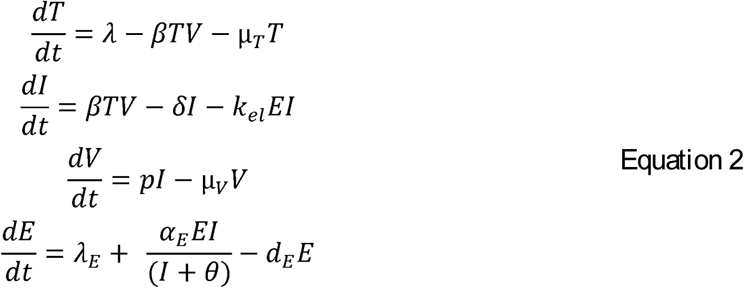 dT/dt = λ − βTV − μ_T T
dI/dt = βTV − δI − k_el EI
Equation 2
dV/dt = pI − μ_V V
dE/dt = λ_E + α_E EI/(I + θ) − d_E E